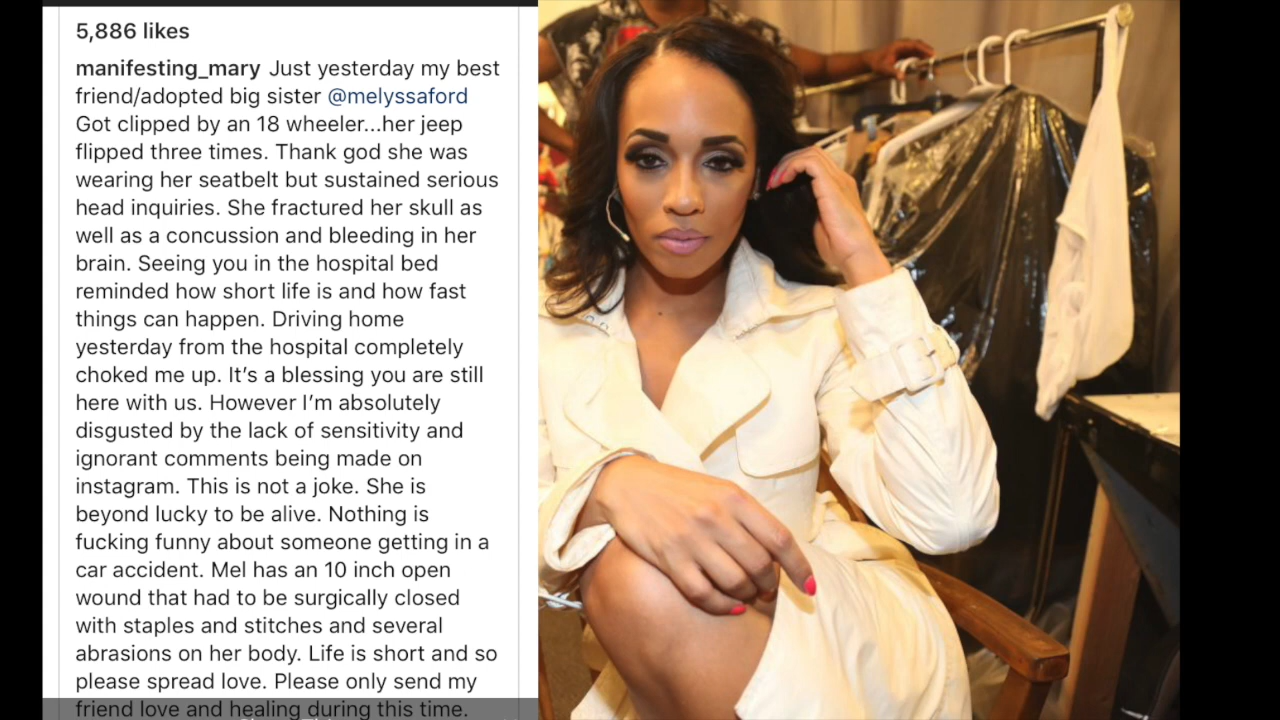 5,886 likes
manifesting_mary Just yesterday my best
friend/adopted big sister @melyssaford
Got clipped by an 18 wheeler...her jeep
flipped three times. Thank god she was
wearing her seatbelt but sustained serious
head inquiries. She fractured her skull as
well as a concussion and bleeding in her
brain. Seeing you in the hospital bed
reminded how short life is and how fast
things can happen. Driving home
yesterday from the hospital completely
choked me up. It’s a blessing you are still
here with us. However I’m absolutely
disgusted by the lack of sensitivity and
ignorant comments being made on
instagram. This is not a joke. She is
beyond lucky to be alive. Nothing is
fucking funny about someone getting in a
car accident. Mel has an 10 inch open
wound that had to be surgically closed
with staples and stitches and several
abrasions on her body. Life is short and so
please spread love. Please only send my
friend love and healing during this time.